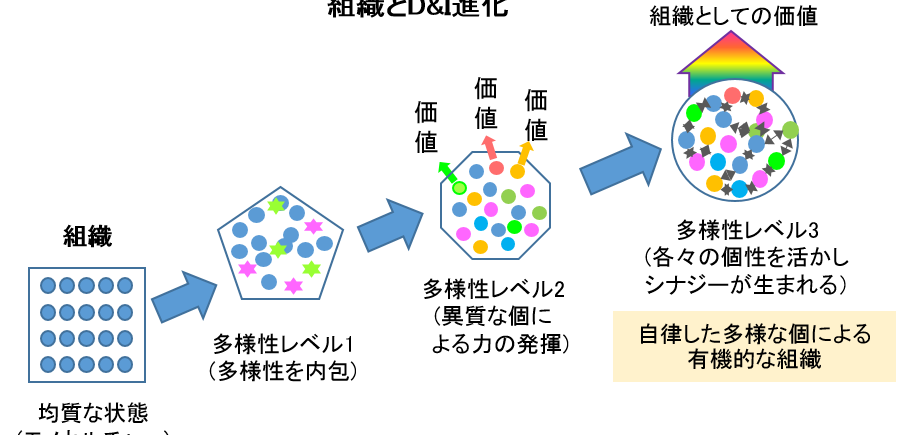 組織とD&I進化
組織としての価値
価値
価値
価値
組織
多様性レベル3
（各々の個性を活かし
シナジーが生まれる）
多様性レベル2
（異質な個に
よる力の発揮）
自律した多様な個による
有機的な組織
多様性レベル1
（多様性を内包）
均質な状態